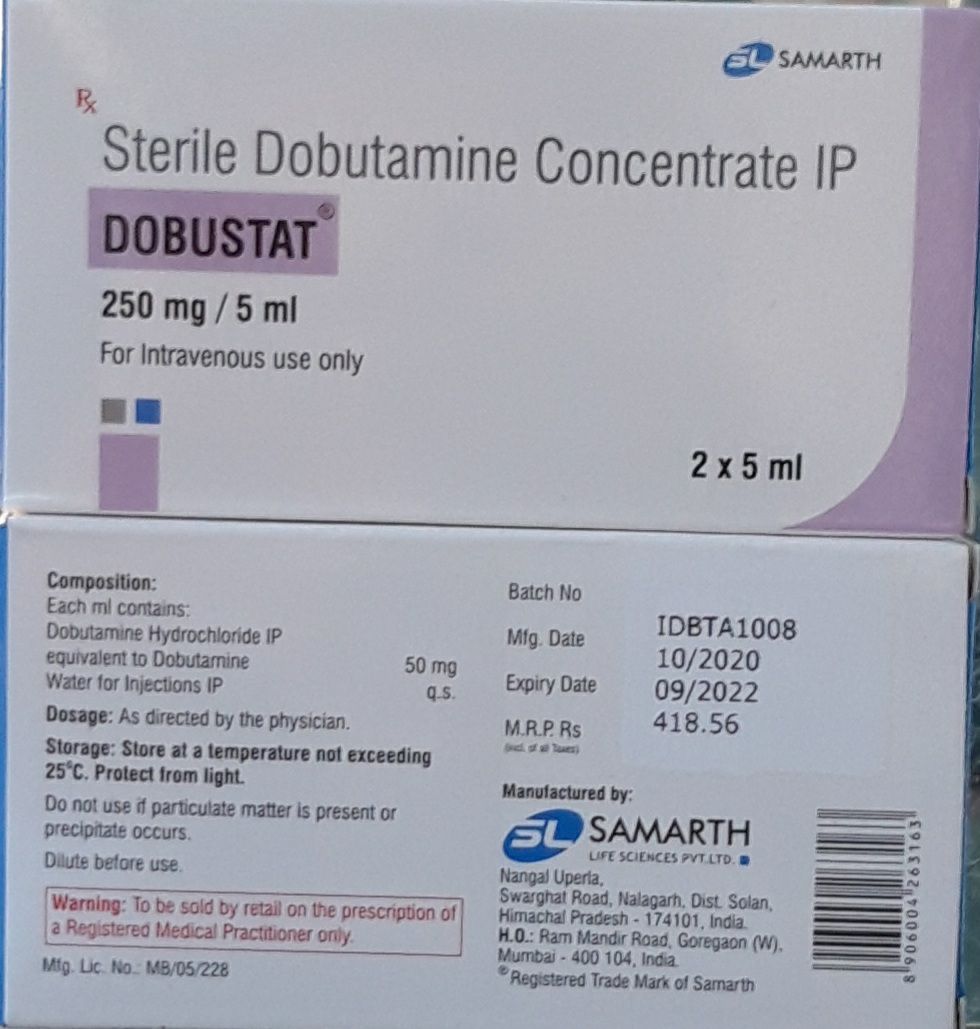 SL SAMARTH
Rx
Sterile Dobutamine Concentrate IP
DOBUSTAT®
250 mg / 5 ml
For Intravenous use only
2 x 5 ml
Composition:
Each ml contains:
Dobutamine Hydrochloride IP
equivalent to Dobutamine 50 mg
Water for Injections IP q.s.
Dosage: As directed by the physician.
Storage: Store at a temperature not exceeding
25°C. Protect from light.
Do not use if particulate matter is present or
precipitate occurs.
Dilute before use.
Warning: To be sold by retail on the prescription of
a Registered Medical Practitioner only.
Mfg. Lic. No.: MB/05/228
Batch No IDBTA1008
Mfg. Date 10/2020
Expiry Date 09/2022
M.R.P. Rs 418.56
(incl. of all Taxes)
Manufactured by:
SL SAMARTH
LIFE SCIENCES PVT.LTD.
Nangal Uperla,
Swarghat Road, Nalagarh, Dist. Solan,
Himachal Pradesh - 174101, India.
H.O.: Ram Mandir Road, Goregaon (W),
Mumbai - 400 104, India.
®Registered Trade Mark of Samarth
8906004263163